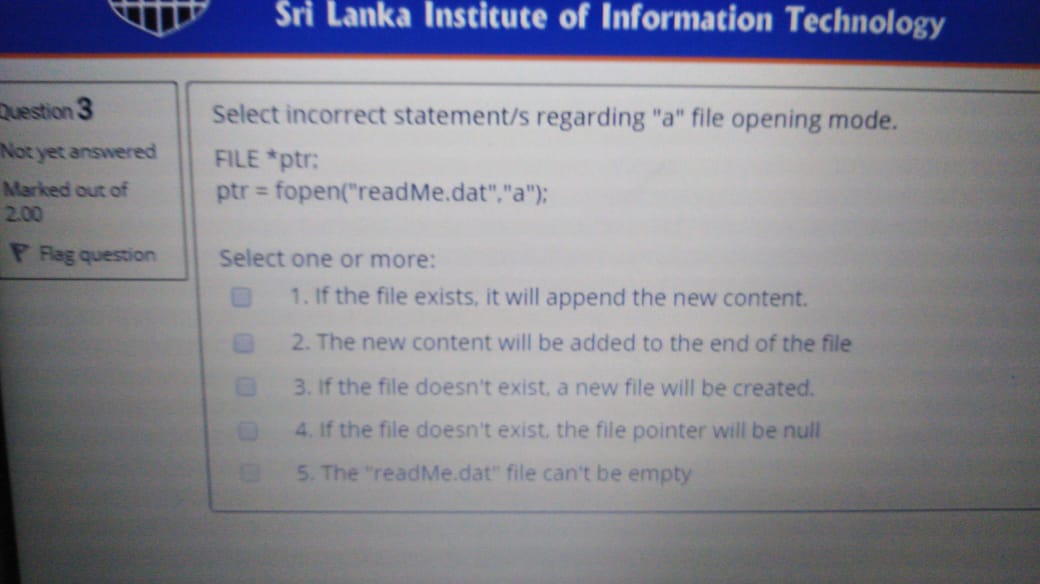 Sri Lanka Institute of Information Technology
Question 3
Not yet answered
Marked out of
2.00
Flag question
Select incorrect statement/s regarding "a" file opening mode.
FILE *ptr;
ptr = fopen("readMe.dat","a");
Select one or more:
1. If the file exists, it will append the new content.
2. The new content will be added to the end of the file
3. If the file doesn't exist, a new file will be created.
4. If the file doesn't exist, the file pointer will be null
5. The "readMe.dat" file can't be empty